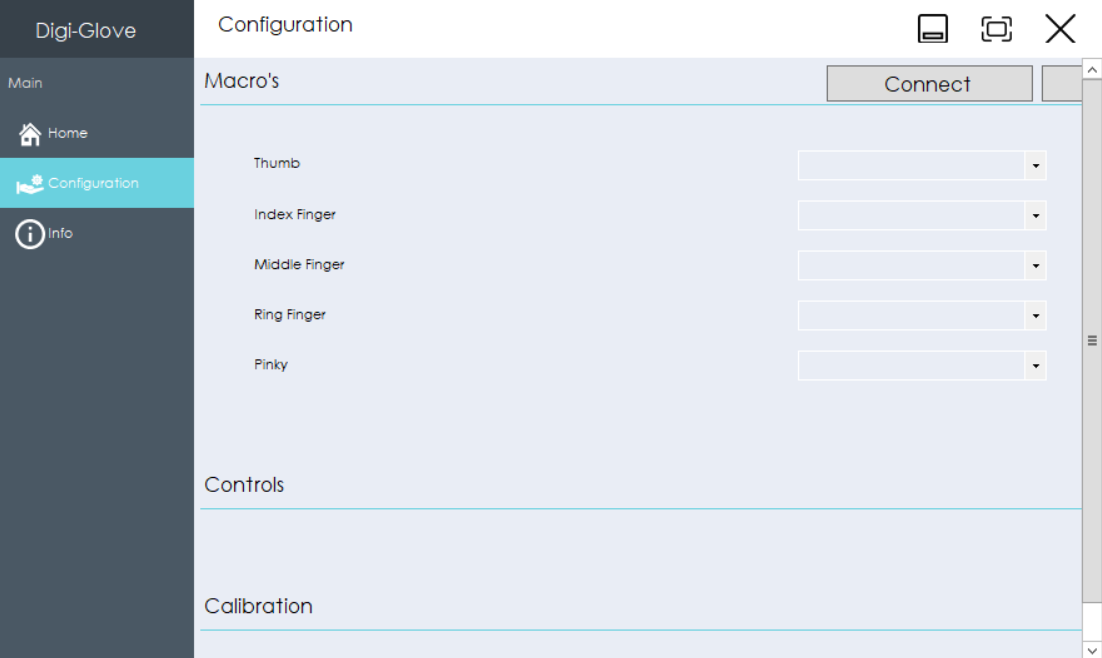 Digi-Glove
Configuration
Main
Home
Configuration
Info
Macro's
Connect
Thumb
Index Finger
Middle Finger
Ring Finger
Pinky
Controls
Calibration